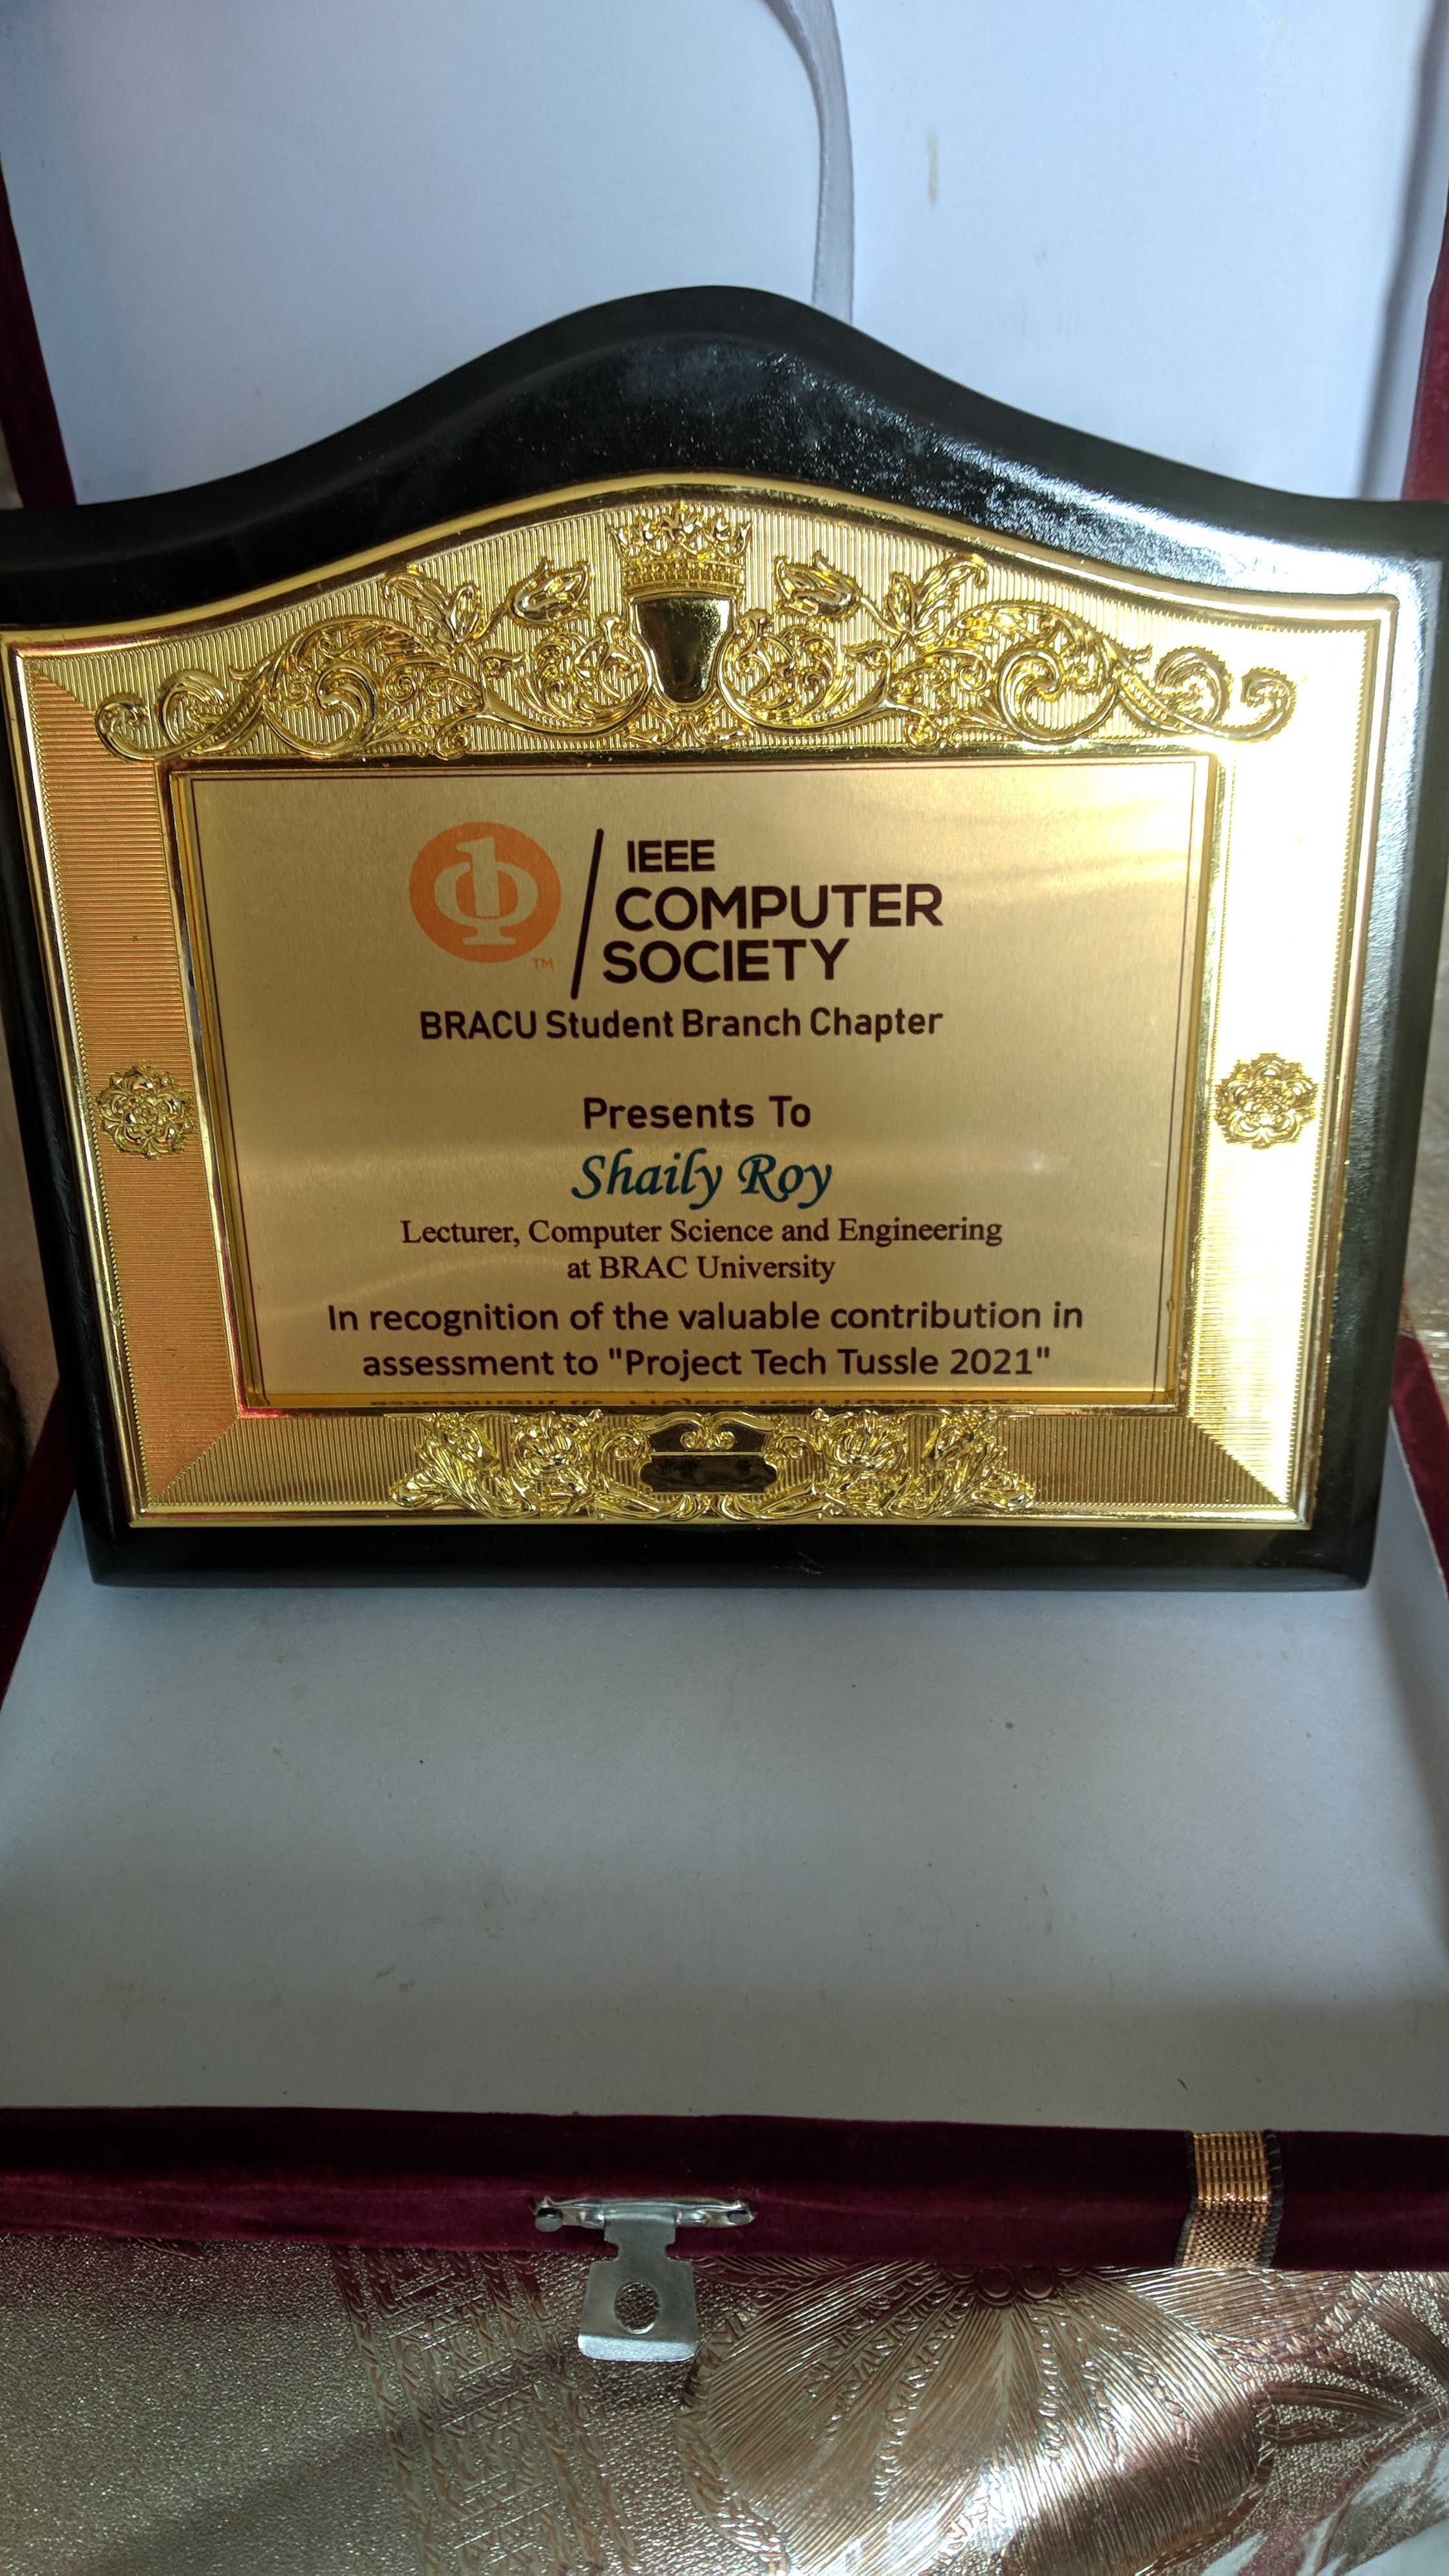 IEEE
COMPUTER
SOCIETY
TM
BRACU Student Branch Chapter
Presents To
Shaily Roy
Lecturer, Computer Science and Engineering
at BRAC University
In recognition of the valuable contribution in
assessment to "Project Tech Tussle 2021"